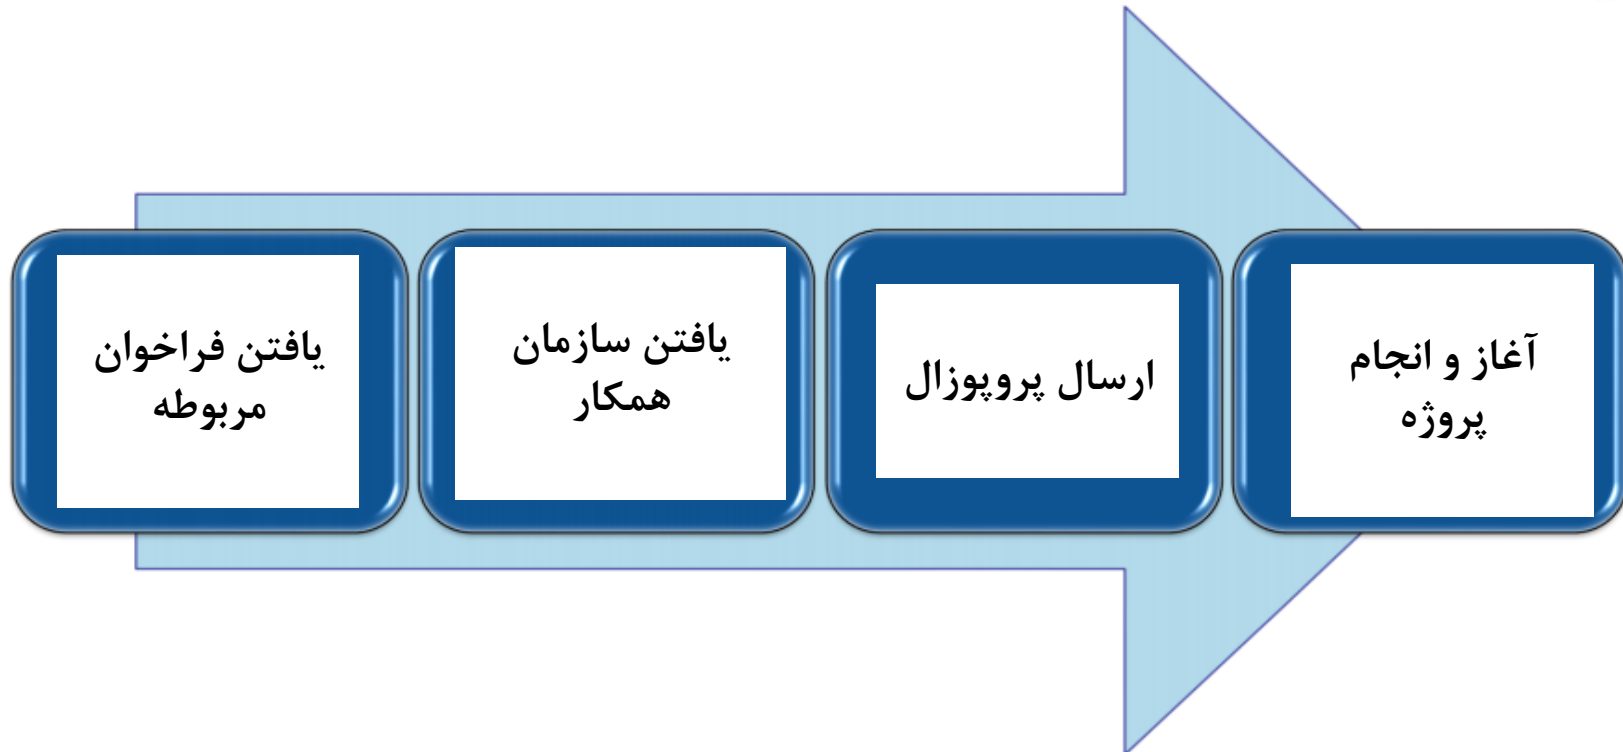 یافتن فراخوان
مربوطه
یافتن سازمان
همکار
ارسال پروپوزال
آغاز و انجام
پروژه